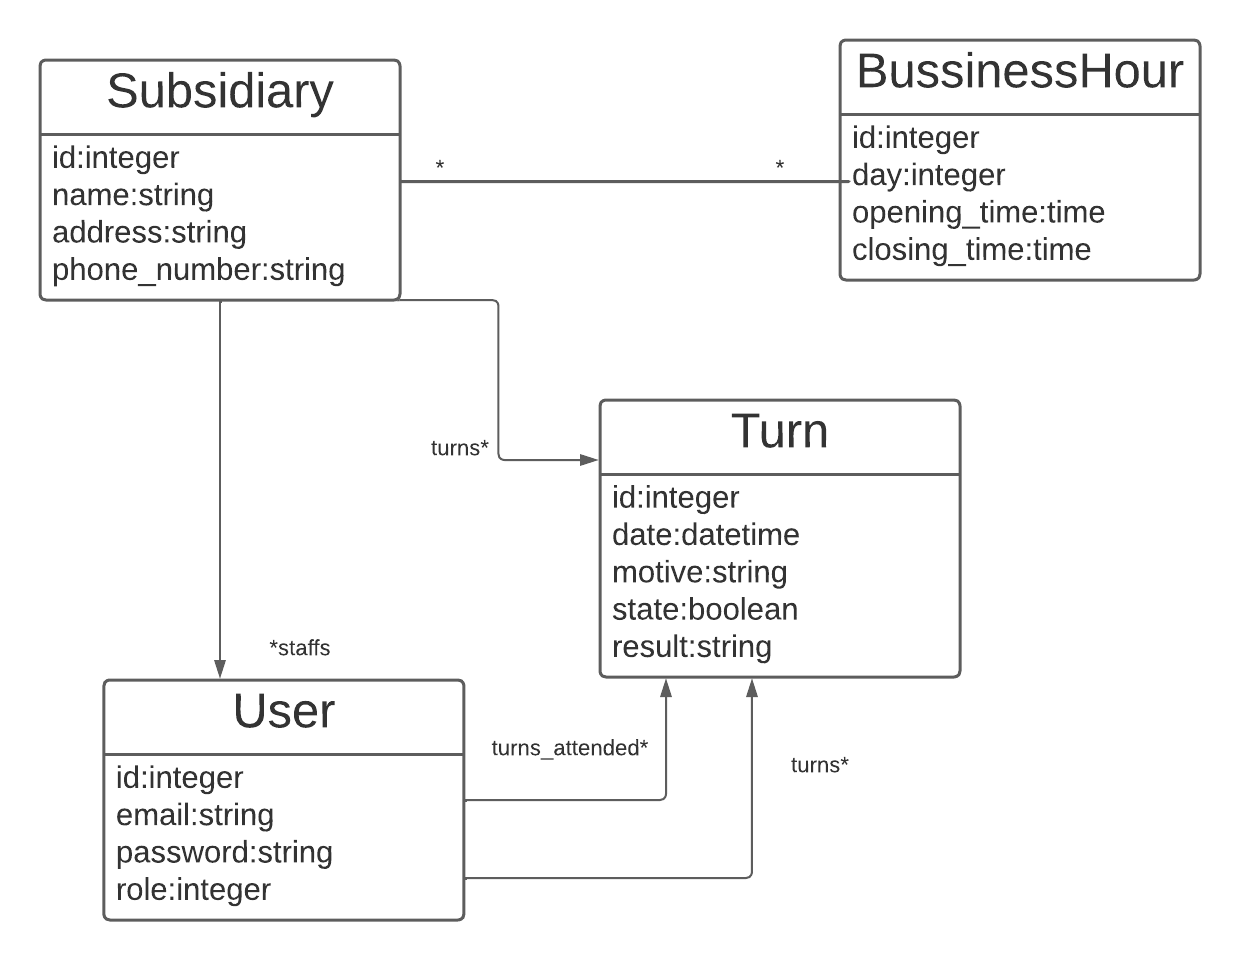 Subsidiary
id:integer
name:string
address:string
phone_number:string
*
*
BussinessHour
id:integer
day:integer
opening_time:time
closing_time:time
turns*
Turn
id:integer
date:datetime
motive:string
state:boolean
result:string
*staffs
User
id:integer
email:string
password:string
role:integer
turns_attended*
turns*